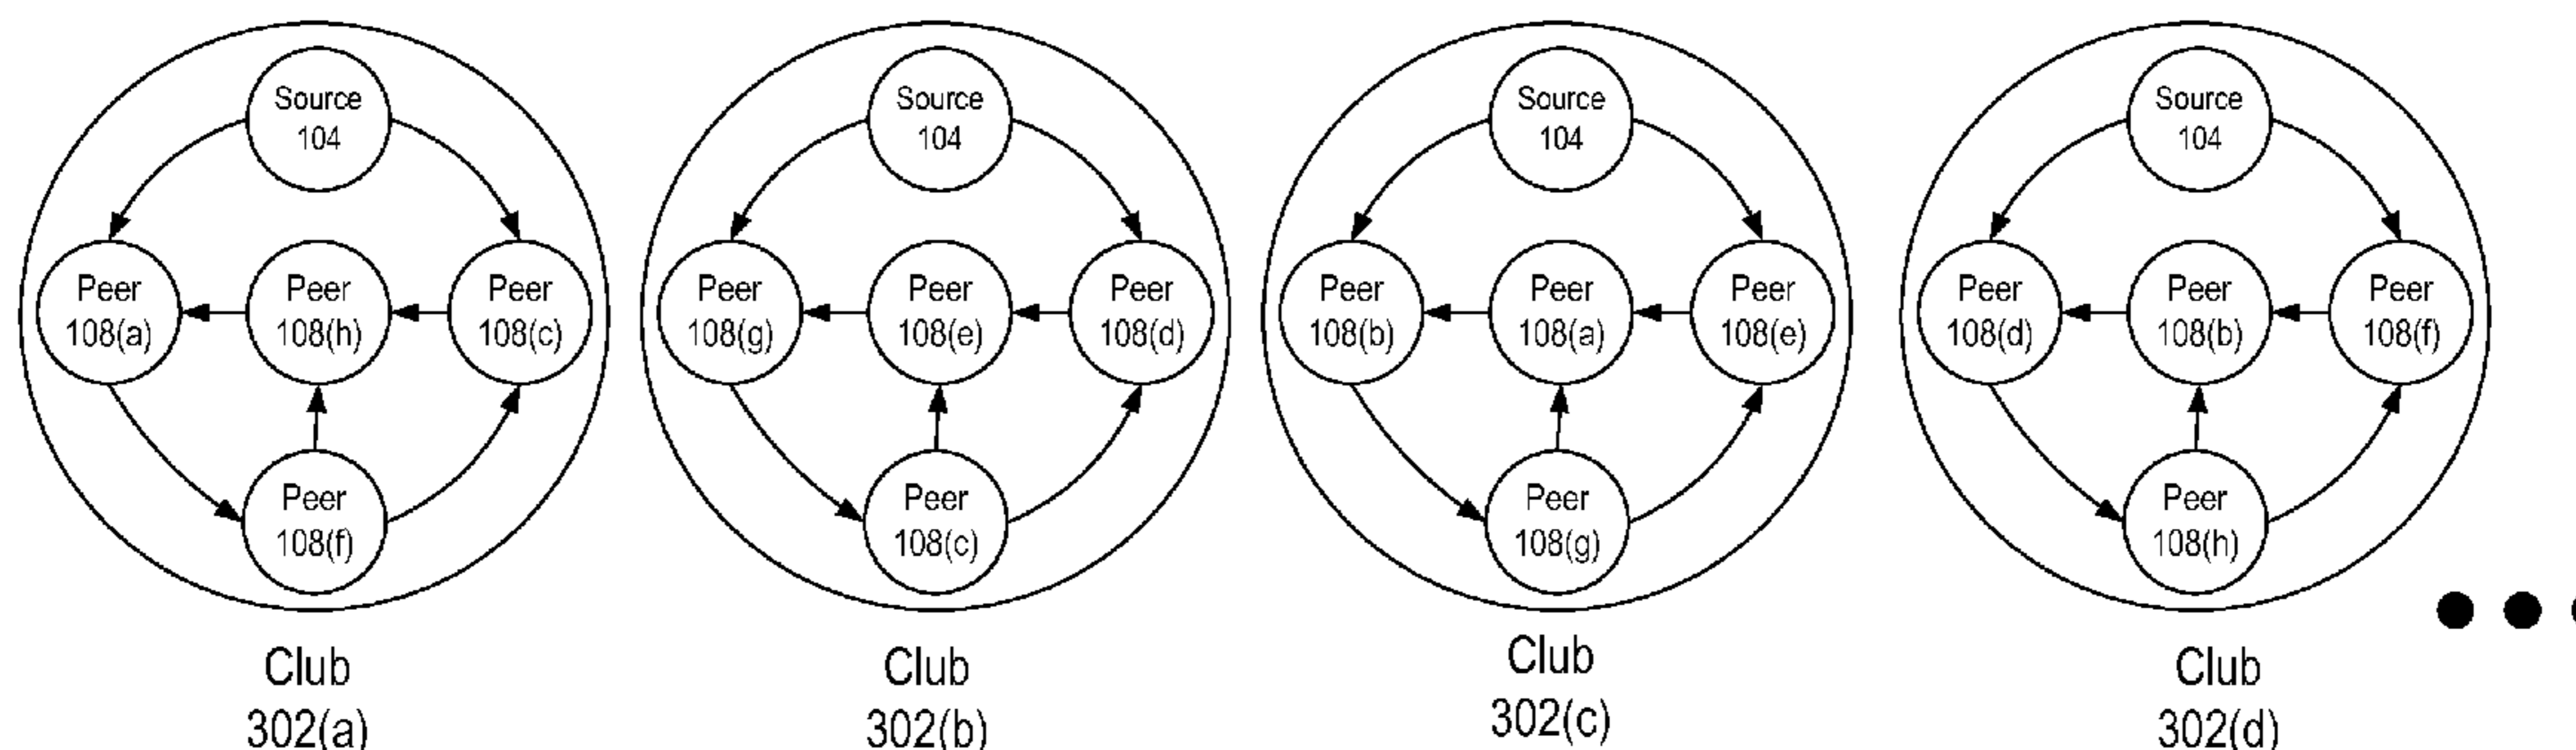 Source
104
Peer
108(a)
Peer
108(h)
Peer
108(c)
Peer
108(f)
Club
302(a)
Source
104
Peer
108(g)
Peer
108(e)
Peer
108(d)
Peer
108(c)
Club
302(b)
Source
104
Peer
108(b)
Peer
108(a)
Peer
108(e)
Peer
108(g)
Club
302(c)
Source
104
Peer
108(d)
Peer
108(b)
Peer
108(f)
Peer
108(h)
Club
302(d)